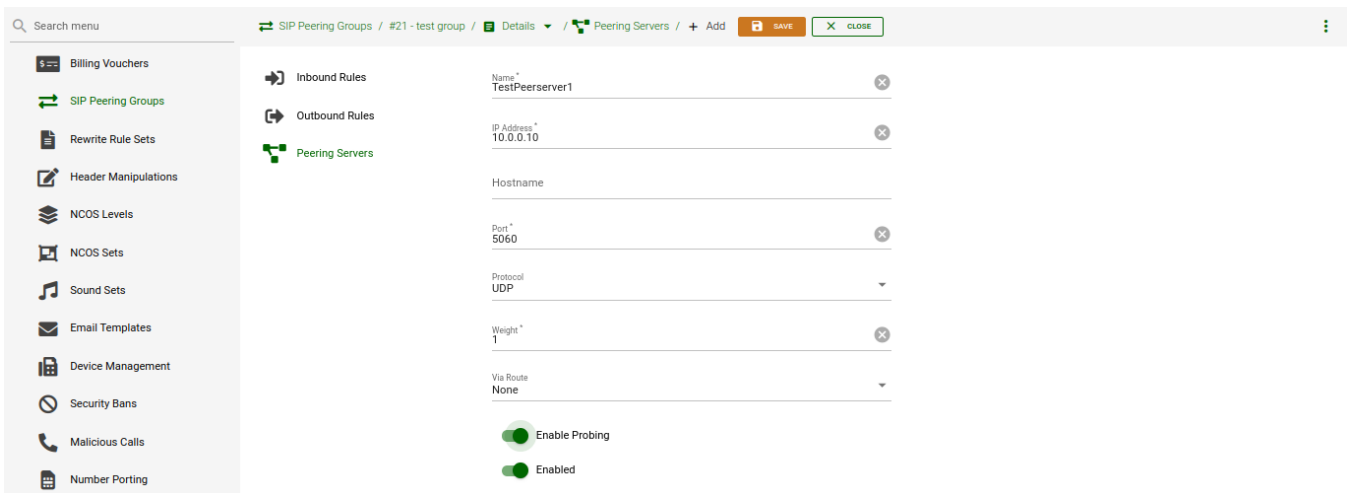 Search menu
SIP Peering Groups / #21 - test group / Details / Peering Servers / + Add SAVE CLOSE
Billing Vouchers
SIP Peering Groups
Rewrite Rule Sets
Header Manipulations
NCOS Levels
NCOS Sets
Sound Sets
Email Templates
Device Management
Security Bans
Malicious Calls
Number Porting
Inbound Rules
Outbound Rules
Peering Servers
Name *
TestPeerserver1
IP Address *
10.0.0.10
Hostname
Port *
5060
Protocol
UDP
Weight *
1
Via Route
None
Enable Probing
Enabled